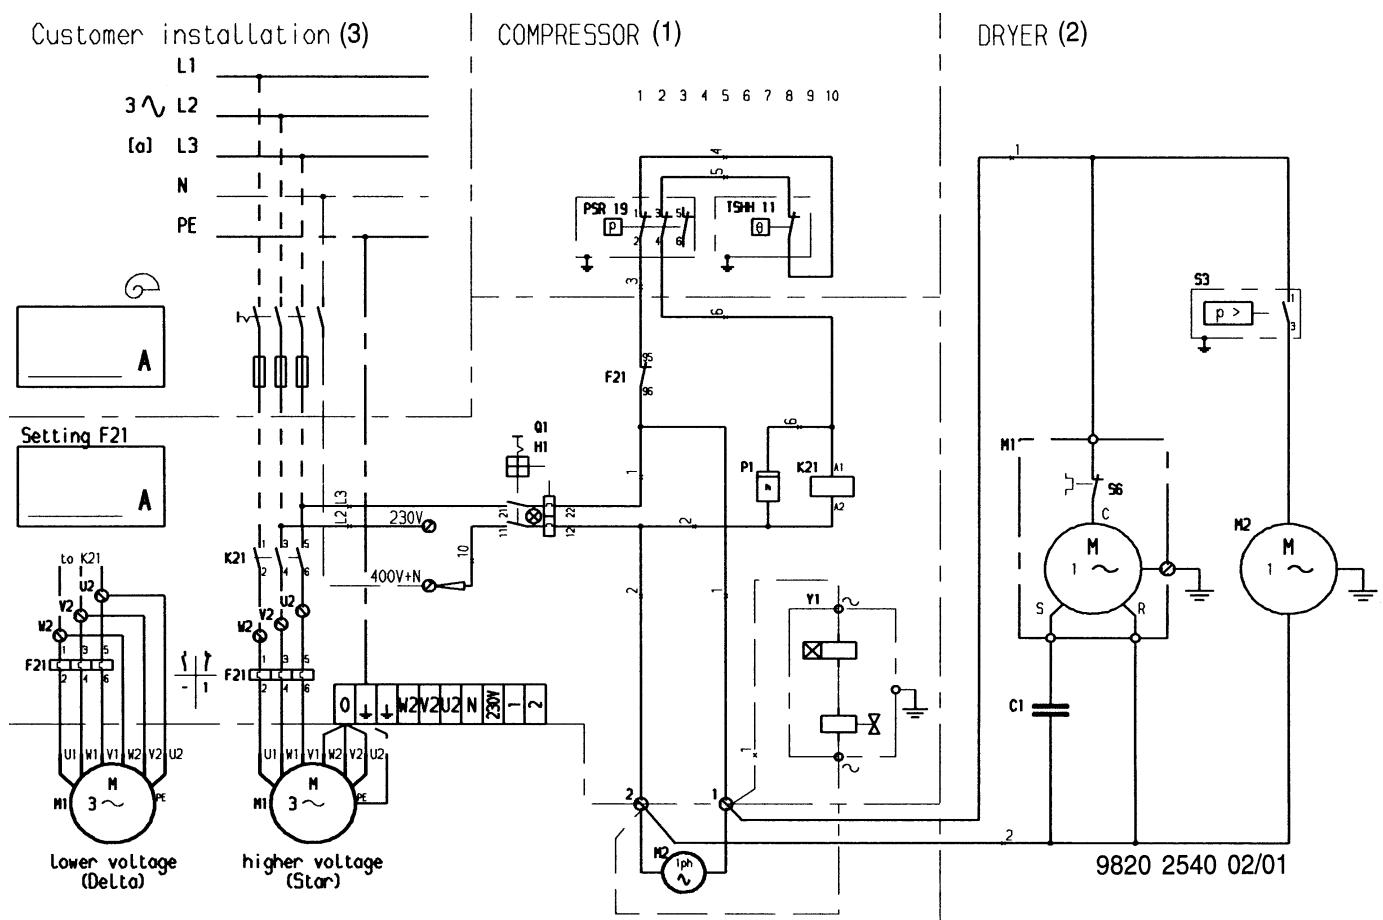 Customer installation (3)
COMPRESSOR (1)
DRYER (2)
L1
3 L2
[a] L3
N
PE
1 2 3 4 5 6 7 8 9 10
4
5
PSR 19
P
1 3 5
2 4 6
TSHH 11
θ
3
6
1
S3
p >
1
3
A
Setting F21
A
F21
95
96
Q1
H1
6
P1
h
K21
A1
A2
1
L3
L2
230V
21
11
22
12
2
10
400V+N
M1
S6
C
M
1 ~
S R
M2
M
1 ~
to K21
U2
V2
W2
1 3 5
F21
2 4 6
K21
1 3 5
2 4 6
U2
V2
W2
- 1
1 3 5
F21
2 4 6
0 W2 V2 U2 N 230V 1 2
2
1
Y1
~
~
1
C1
U1 W1 V1 W2 V2 U2
M
M1 3 ~ PE
U1 W1 V1 W2 V2 U2
M
M1 3 ~ PE
2
1
M2
1ph
~
2
lower voltage
(Delta)
higher voltage
(Star)
9820 2540 02/01